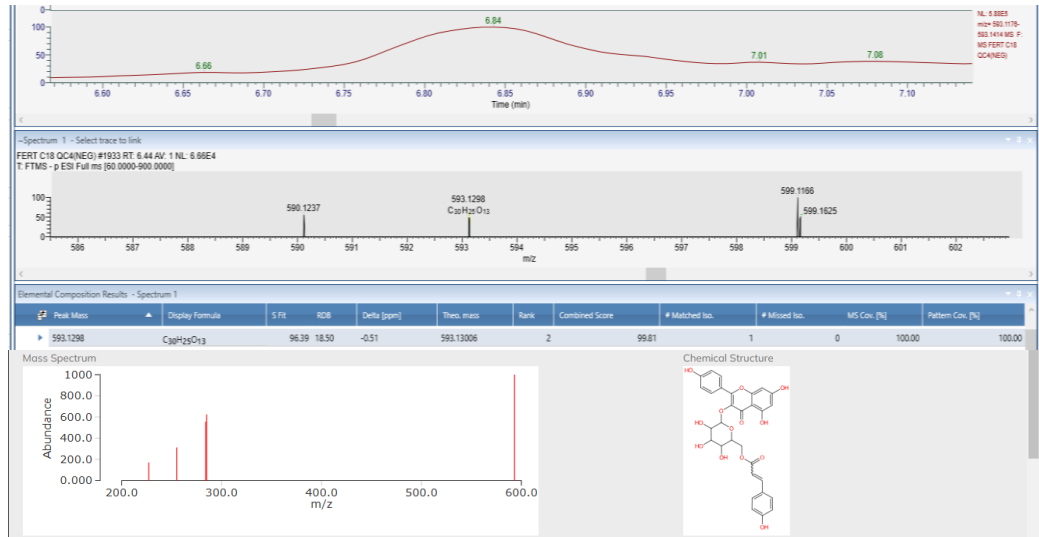 0
100
50
0
6.66
6.84
7.01
7.08
6.60 6.65 6.70 6.75 6.80 6.85 6.90 6.95 7.00 7.05 7.10
Time (min)
NL: 5.88E5
m/z= 593.1176-
593.1414 MS F:
MS FERT C18
QC4(NEG)
Spectrum 1 - Select trace to link
FERT C18 QC4(NEG) #1933 RT: 6.44 AV: 1 NL: 6.66E4
T: FTMS - p ESI Full ms [60.0000-900.0000]
100
50
0
590.1237
593.1298
C30H25O13
599.1166
599.1625
586 587 588 589 590 591 592 593 594 595 596 597 598 599 600 601 602
m/z
Elemental Composition Results - Spectrum 1
Peak Mass Display Formula S Fit RDB Delta [ppm] Theo. mass Rank Combined Score # Matched Iso. # Missed Iso. MS Cov. [%] Pattern Cov. [%]
593.1298 C30H25O13 96.39 18.50 -0.51 593.13006 2 99.81 1 0 100.00 100.00
Mass Spectrum
Abundance
1000
800.0
600.0
400.0
200.0
0.000
200.0 300.0 400.0 500.0 600.0
m/z
Chemical Structure
HO
O
OH
O
O
OH
HO
O
HO
OH
O
O
OH